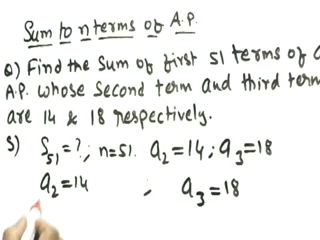 Sum to n terms of A.P.
Q) Find the sum of first 51 terms of
A.P. whose second term and third term
are 14 & 18 respectively.
S) S₅₁ = ? ; n=51. a₂=14 ; a₃=18
a₂=14 ; a₃=18